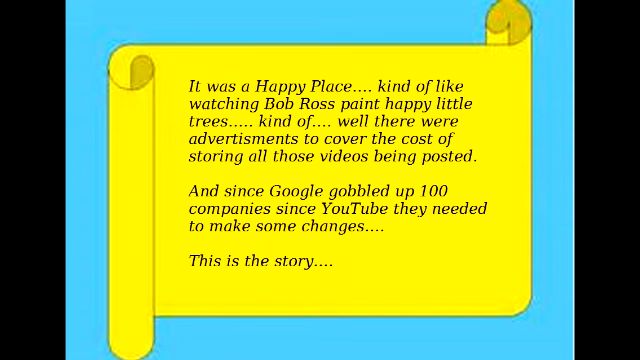 It was a Happy Place.... kind of like
watching Bob Ross paint happy little
trees..... kind of.... well there were
advertisments to cover the cost of
storing all those videos being posted.
And since Google gobbled up 100
companies since YouTube they needed
to make some changes....
This is the story....